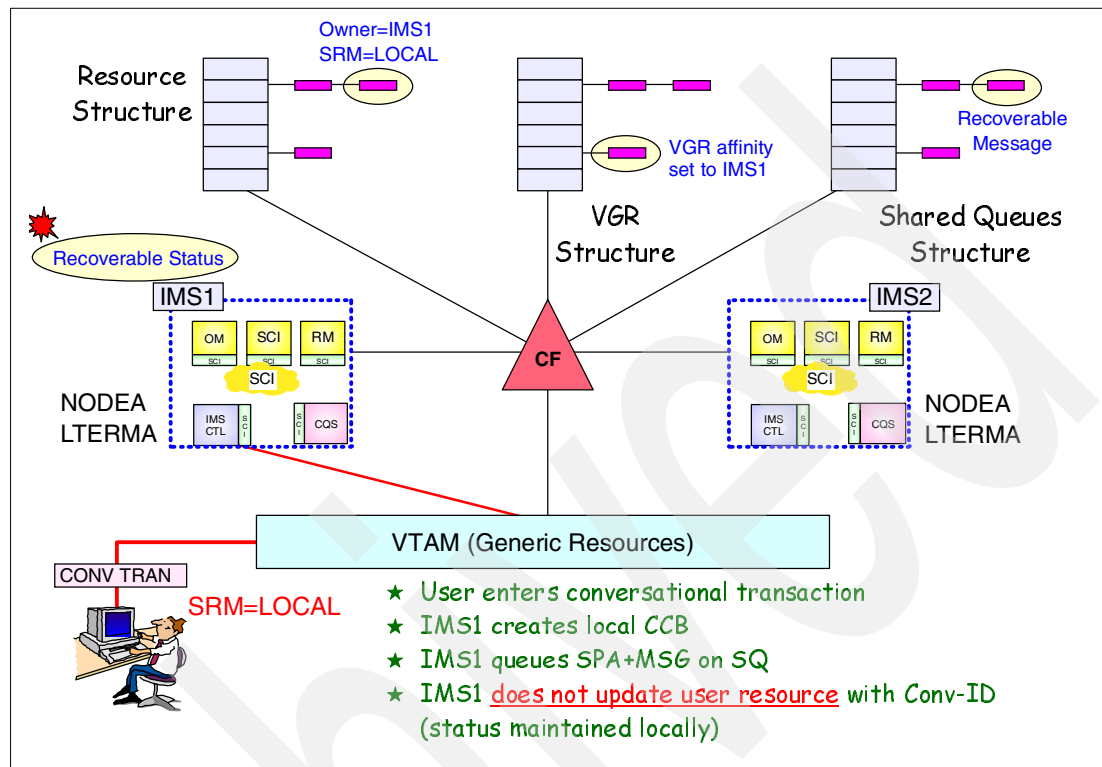 Owner=IMS1
SRM=LOCAL
Resource
Structure
VGR affinity
set to IMS1
Recoverable
Message
VGR
Structure
Shared Queues
Structure
Recoverable Status
IMS1
IMS2
OM
SCI
RM
SCI
SCI
SCI
SCI
IMS
CTL
SCI
SCI
CQS
NODEA
LTERMA
CF
OM
SCI
RM
SCI
SCI
SCI
SCI
IMS
CTL
SCI
SCI
CQS
NODEA
LTERMA
VTAM (Generic Resources)
CONV TRAN
SRM=LOCAL
★ User enters conversational transaction
★ IMS1 creates local CCB
★ IMS1 queues SPA+MSG on SQ
★ IMS1 does not update user resource with Conv-ID
(status maintained locally)